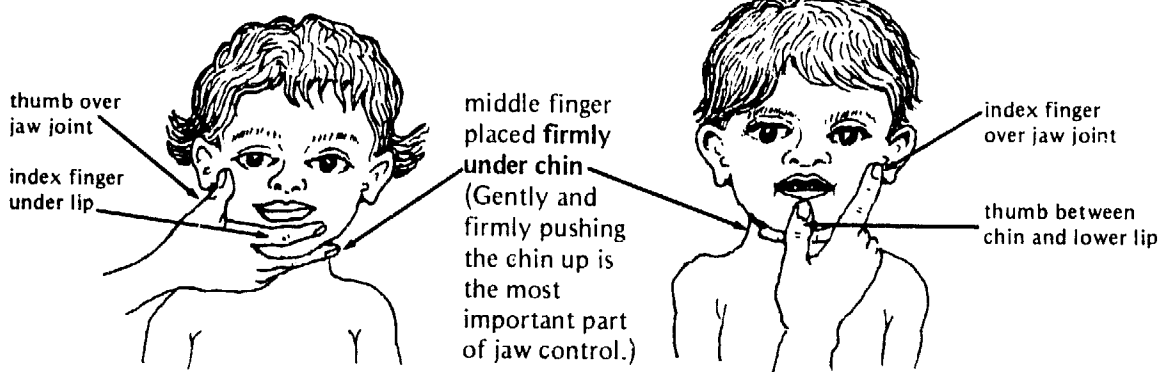 thumb over
jaw joint
index finger
under lip
middle finger
placed firmly
under chin
(Gently and
firmly pushing
the chin up is
the most
important part
of jaw control.)
index finger
over jaw joint
thumb between
chin and lower lip